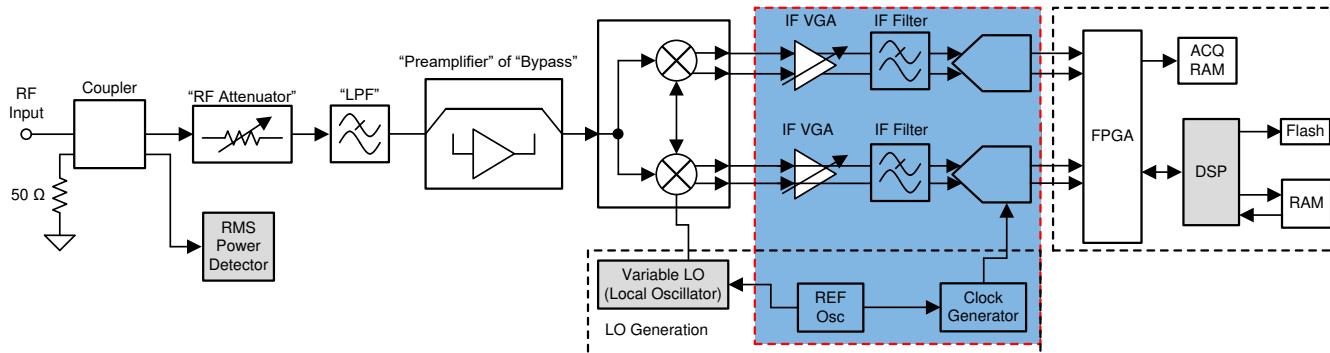 RF
Input
Coupler
50 Ω
RMS
Power
Detector
“RF Attenuator”
“LPF”
“Preamplifier” of “Bypass”
IF VGA
IF Filter
IF VGA
IF Filter
Variable LO
(Local Oscillator)
LO Generation
REF
Osc
Clock
Generator
FPGA
ACQ
RAM
DSP
Flash
RAM